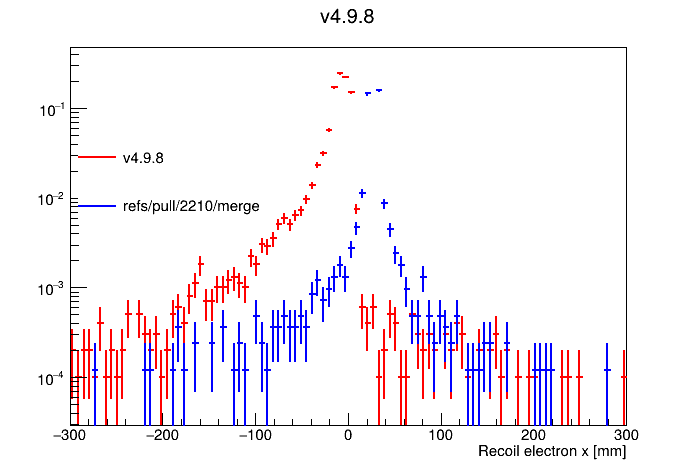 v4.9.8
10⁻¹
v4.9.8
10⁻²
refs/pull/2210/merge
10⁻³
10⁻⁴
−300 −200 −100 0 100 200 300
Recoil electron x [mm]